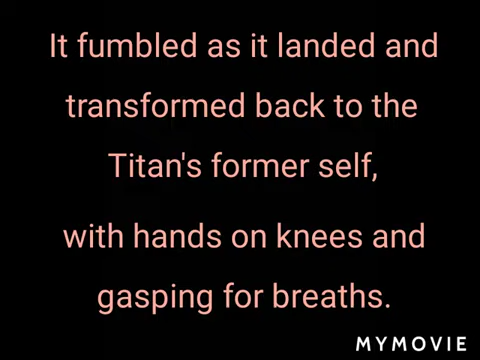 It fumbled as it landed and
transformed back to the
Titan's former self,
with hands on knees and
gasping for breaths.
MYMOVIE